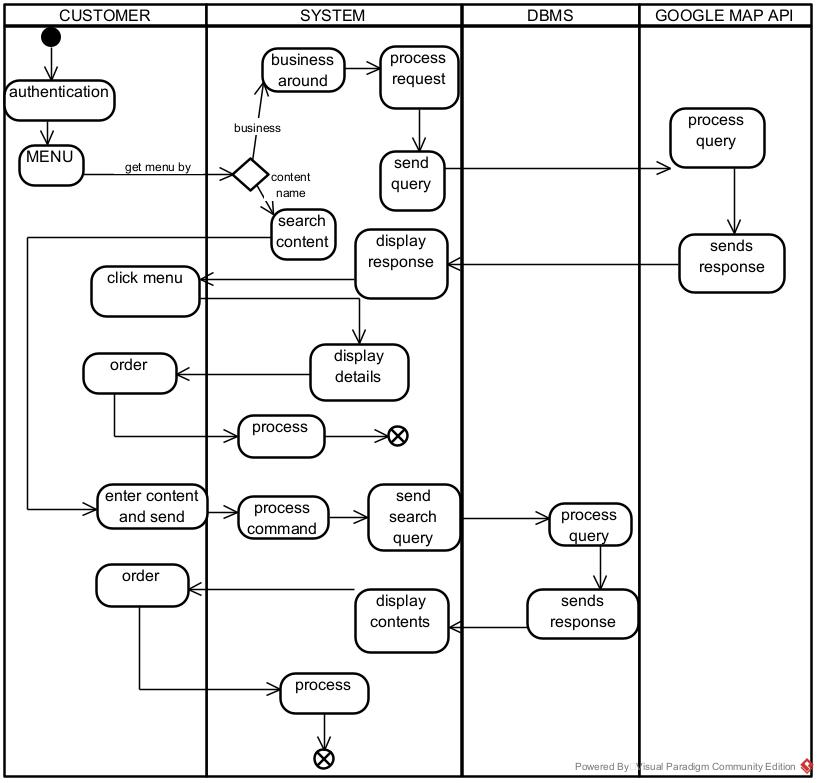 CUSTOMER
SYSTEM
DBMS
GOOGLE MAP API
authentication
MENU
get menu by
business
content
name
business
around
process
request
send
query
process
query
sends
response
search
content
display
response
click menu
display
details
order
process
enter content
and send
process
command
send
search
query
process
query
sends
response
display
contents
order
process
Powered By Visual Paradigm Community Edition